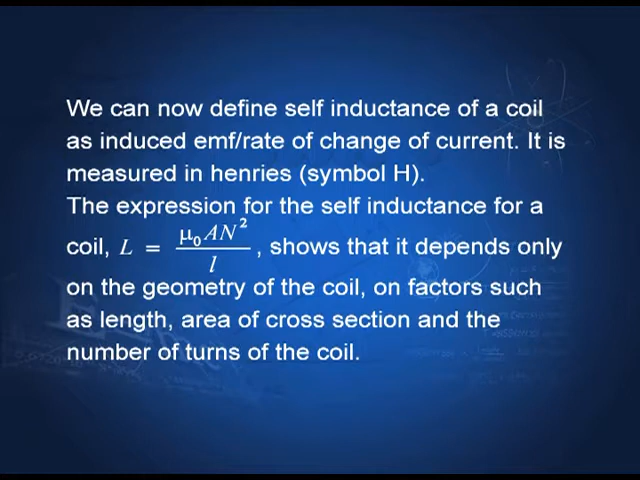 We can now define self inductance of a coil
as induced emf/rate of change of current. It is
measured in henries (symbol H).
The expression for the self inductance for a
coil, L = μ₀AN²/l , shows that it depends only
on the geometry of the coil, on factors such
as length, area of cross section and the
number of turns of the coil.